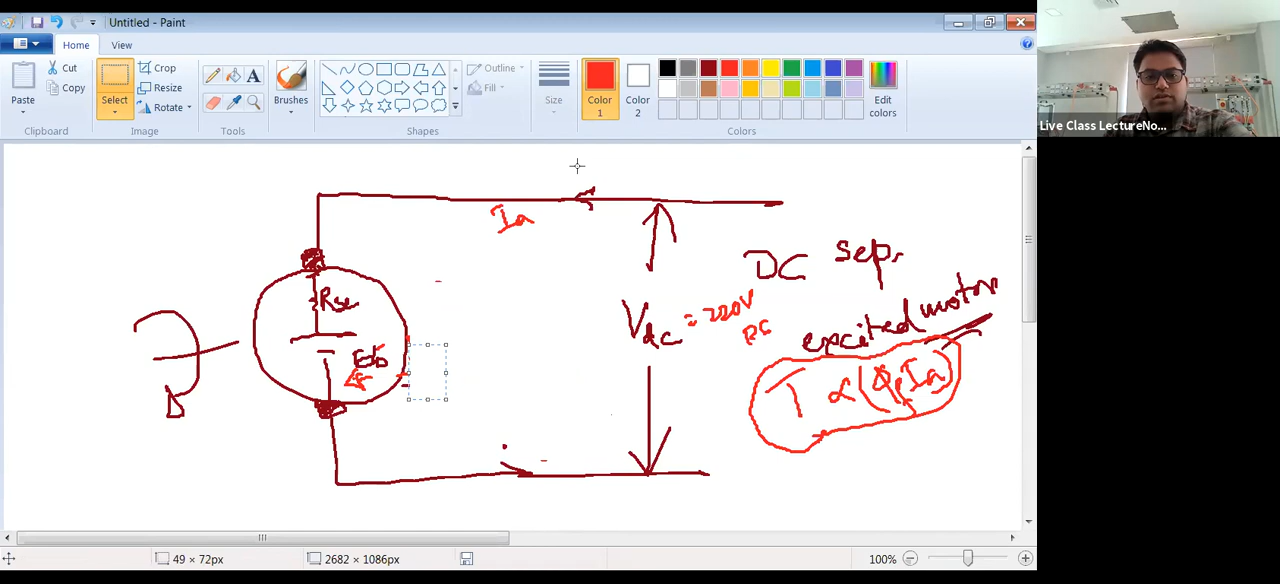 Untitled - Paint
Home
View
Paste
Cut
Copy
Clipboard
Select
Crop
Resize
Rotate
Image
Tools
Brushes
Outline
Fill
Shapes
Size
Color
1
Color
2
Edit
colors
Colors
Live Class LectureNo...
Ia
DC sep.
excited motor
Vdc = 220V
DC
Eb
T ∝ Ia
49 × 72px
2682 × 1086px
100%